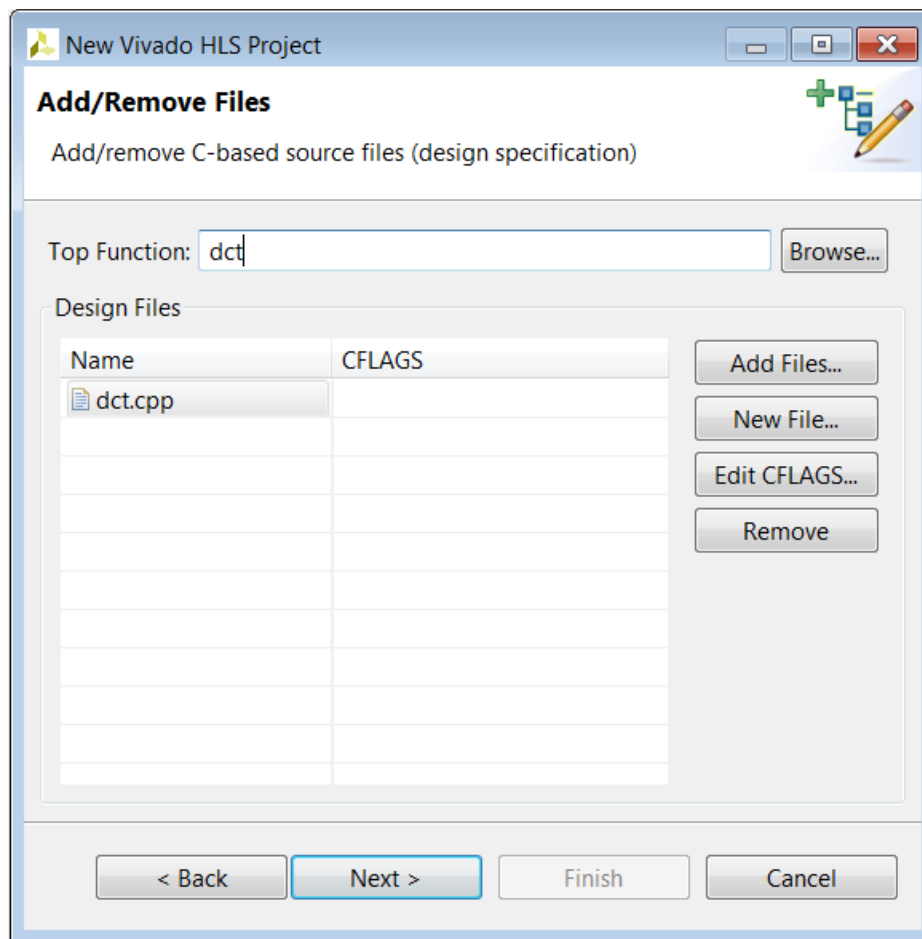 New Vivado HLS Project
Add/Remove Files
Add/remove C-based source files (design specification)
Top Function: dct Browse...
Design Files
Name CFLAGS Add Files...
dct.cpp
New File...
Edit CFLAGS...
Remove
< Back Next > Finish Cancel